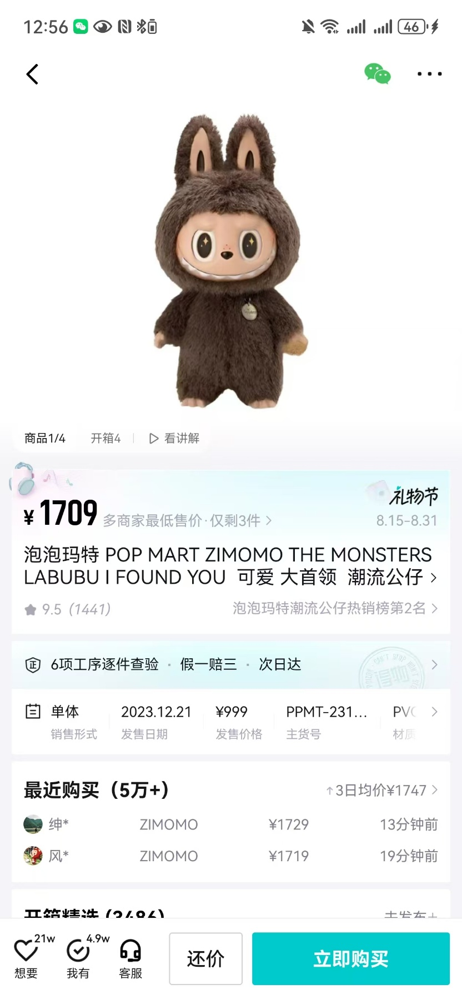 12:56
46
商品1/4 开箱4 看讲解
礼物节
¥1709 多商家最低售价·仅剩3件
8.15-8.31
泡泡玛特 POP MART ZIMOMO THE MONSTERS
LABUBU I FOUND YOU 可爱 大首领 潮流公仔
9.5 (1441) 泡泡玛特潮流公仔热销榜第2名
6项工序逐件查验 · 假一赔三 · 次日达
得物
单体 2023.12.21 ¥999 PPMT-231...
销售形式 发售日期 发售价格 主货号 材质
最近购买（5万+） ↑3日均价¥1747
绅* ZIMOMO ¥1729 13分钟前
风* ZIMOMO ¥1719 19分钟前
开箱精选 (3486) 去发布+
21w 4.9w
想要 我有 客服 还价 立即购买